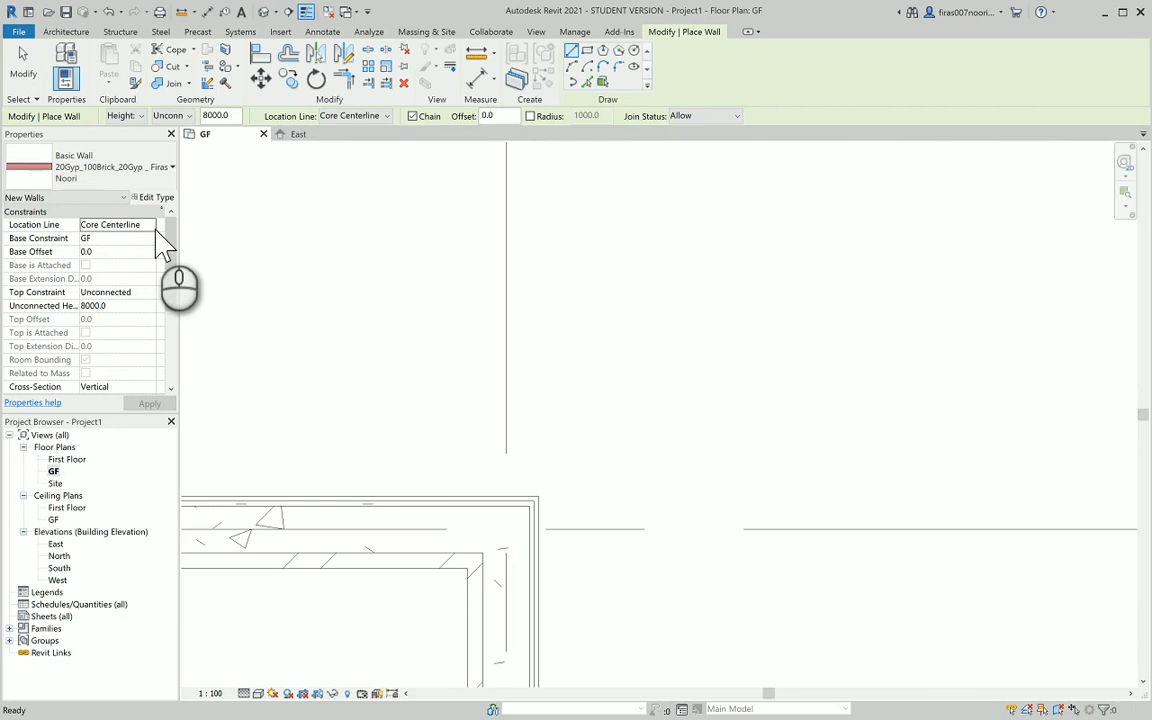 Autodesk Revit 2021 - STUDENT VERSION - Project1 - Floor Plan: GF
firas007noori...
File Architecture Structure Steel Precast Systems Insert Annotate Analyze Massing & Site Collaborate View Manage Add-Ins Modify | Place Wall
Modify
Properties
Paste
Cope
Cut
Join
Select Properties Clipboard Geometry Modify View Measure Create Draw
Modify | Place Wall Height: Unconn 8000.0 Location Line: Core Centerline Chain Offset: 0.0 Radius: 1000.0 Join Status: Allow
Properties
GF
East
Basic Wall
20Gyp_100Brick_20Gyp _ Firas
Noori
New Walls Edit Type
Constraints
Location Line Core Centerline
Base Constraint GF
Base Offset 0.0
Base is Attached
Base Extension D... 0.0
Top Constraint Unconnected
Unconnected He... 8000.0
Top Offset 0.0
Top is Attached
Top Extension Di... 0.0
Room Bounding
Related to Mass
Cross-Section Vertical
Properties help Apply
Project Browser - Project1
Views (all)
Floor Plans
First Floor
GF
Site
Ceiling Plans
First Floor
GF
Elevations (Building Elevation)
East
North
South
West
Legends
Schedules/Quantities (all)
Sheets (all)
Families
Groups
Revit Links
1 : 100
Ready
:0 Main Model :0